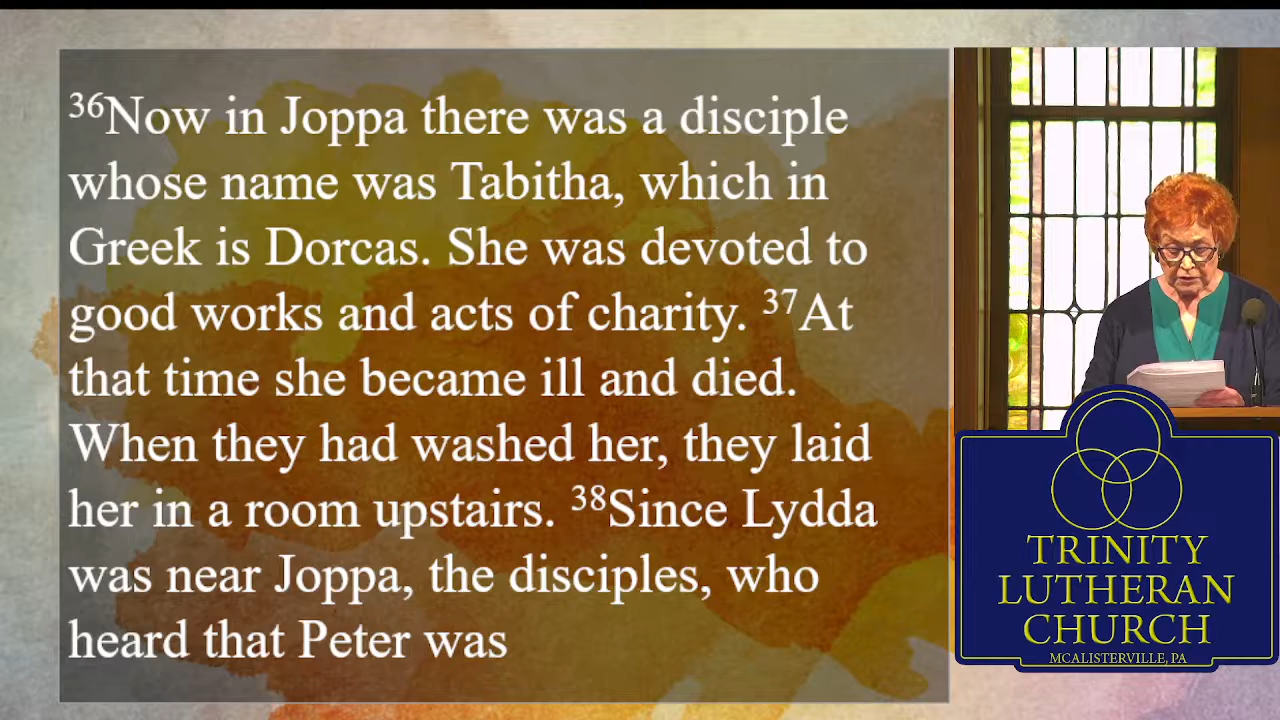 ³⁶Now in Joppa there was a disciple
whose name was Tabitha, which in
Greek is Dorcas. She was devoted to
good works and acts of charity. ³⁷At
that time she became ill and died.
When they had washed her, they laid
her in a room upstairs. ³⁸Since Lydda
was near Joppa, the disciples, who
heard that Peter was
TRINITY
LUTHERAN
CHURCH
MCALISTERVILLE, PA